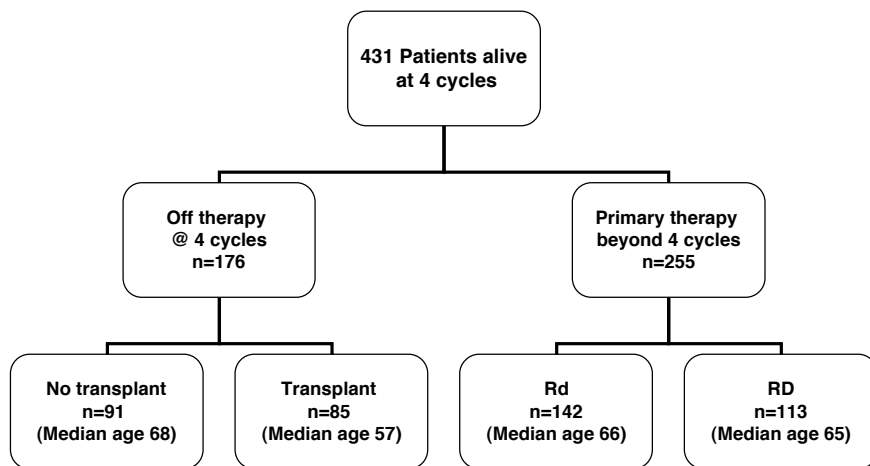 431 Patients alive
at 4 cycles
Off therapy
@ 4 cycles
n=176
Primary therapy
beyond 4 cycles
n=255
No transplant
n=91
(Median age 68)
Transplant
n=85
(Median age 57)
Rd
n=142
(Median age 66)
RD
n=113
(Median age 65)